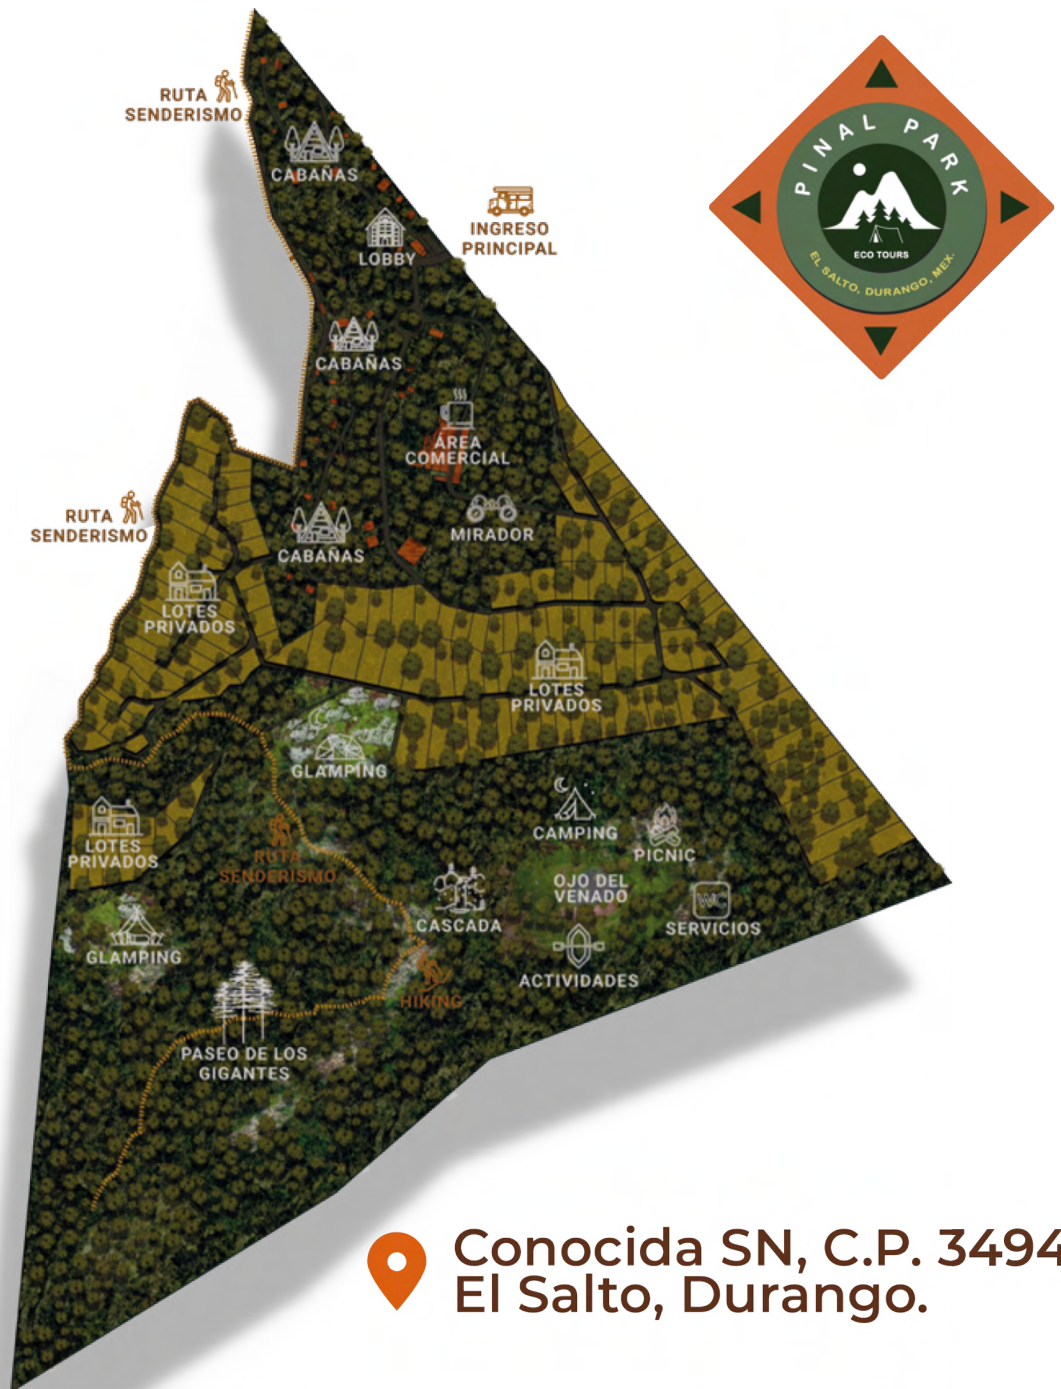 RUTA
SENDERISMO
CABAÑAS
PINAL PARK
ECO TOURS
EL SALTO, DURANGO, MEX.
INGRESO
PRINCIPAL
LOBBY
CABAÑAS
ÁREA
COMERCIAL
RUTA
SENDERISMO
MIRADOR
CABAÑAS
LOTES
PRIVADOS
LOTES
PRIVADOS
GLAMPING
CAMPING
PICNIC
LOTES
PRIVADOS
RUTA
SENDERISMO
OJO DEL
VENADO
WC
SERVICIOS
CASCADA
GLAMPING
ACTIVIDADES
HIKING
PASEO DE LOS
GIGANTES
Conocida SN, C.P. 3494
El Salto, Durango.